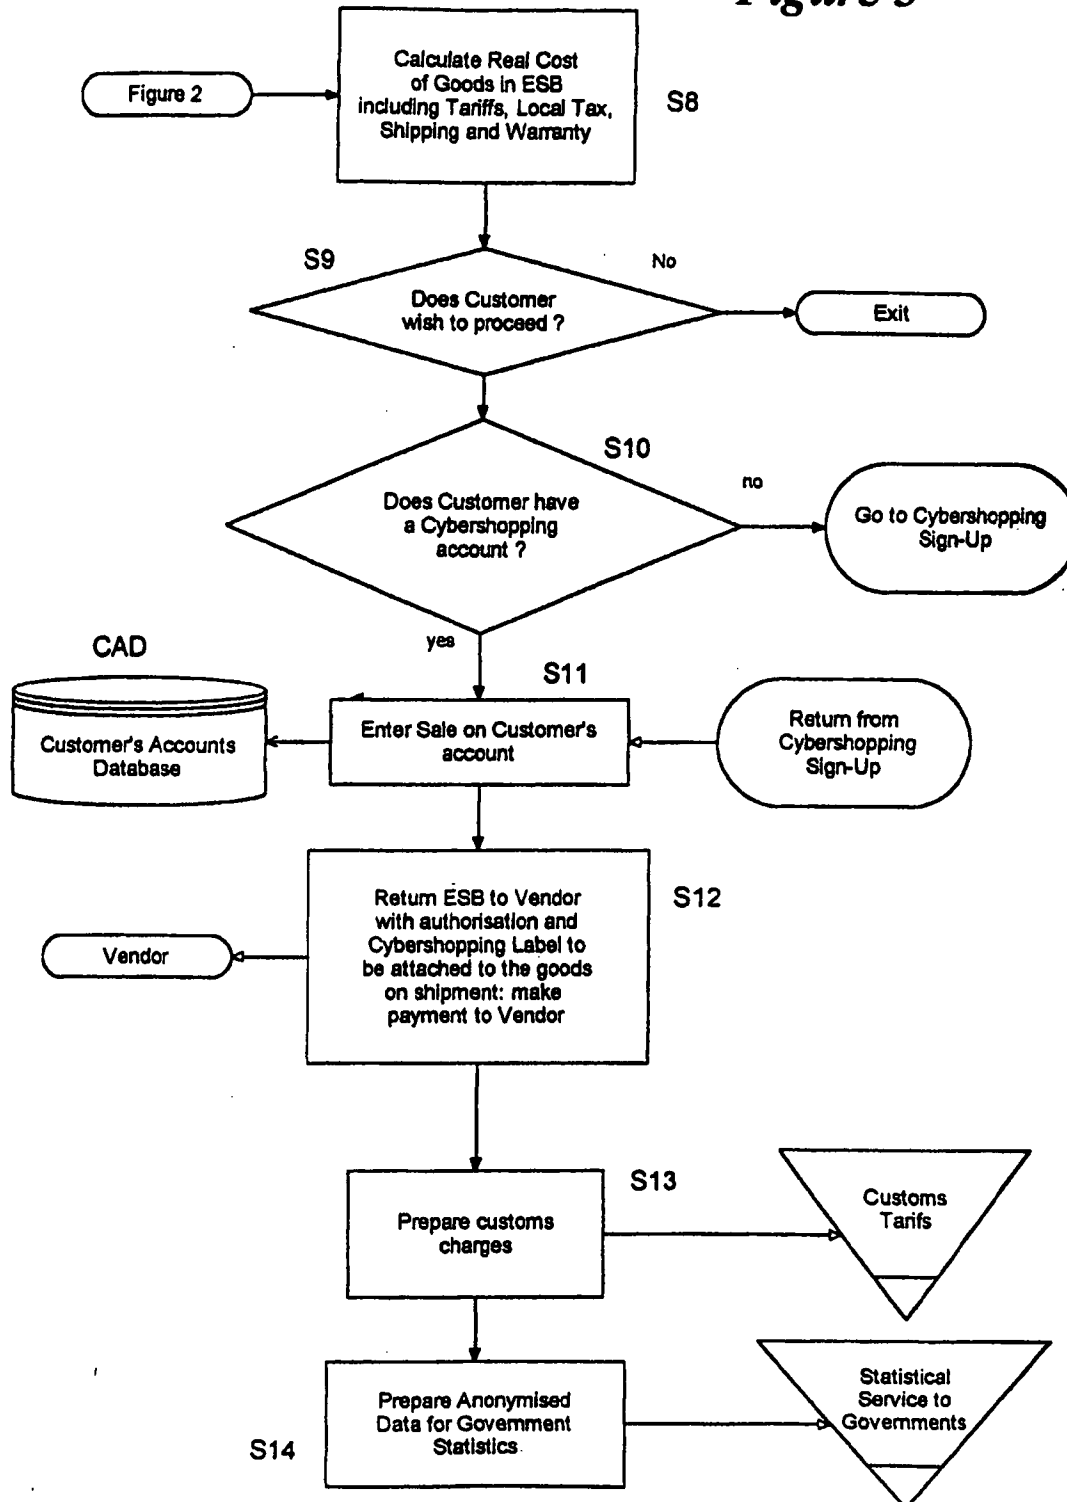 Figure 3
Figure 2
Calculate Real Cost
of Goods in ESB
including Tariffs, Local Tax,
Shipping and Warranty
S8
S9
No
Does Customer
wish to proceed ?
Exit
S10
no
Does Customer have
a Cybershopping
account ?
Go to Cybershopping
Sign-Up
yes
CAD
S11
Customer's Accounts
Database
Enter Sale on Customer's
account
Return from
Cybershopping
Sign-Up
S12
Return ESB to Vendor
with authorisation and
Cybershopping Label to
be attached to the goods
on shipment: make
payment to Vendor
Vendor
S13
Prepare customs
charges
Customs
Tarifs
Prepare Anonymised
Data for Government
Statistics
S14
Statistical
Service to
Governments